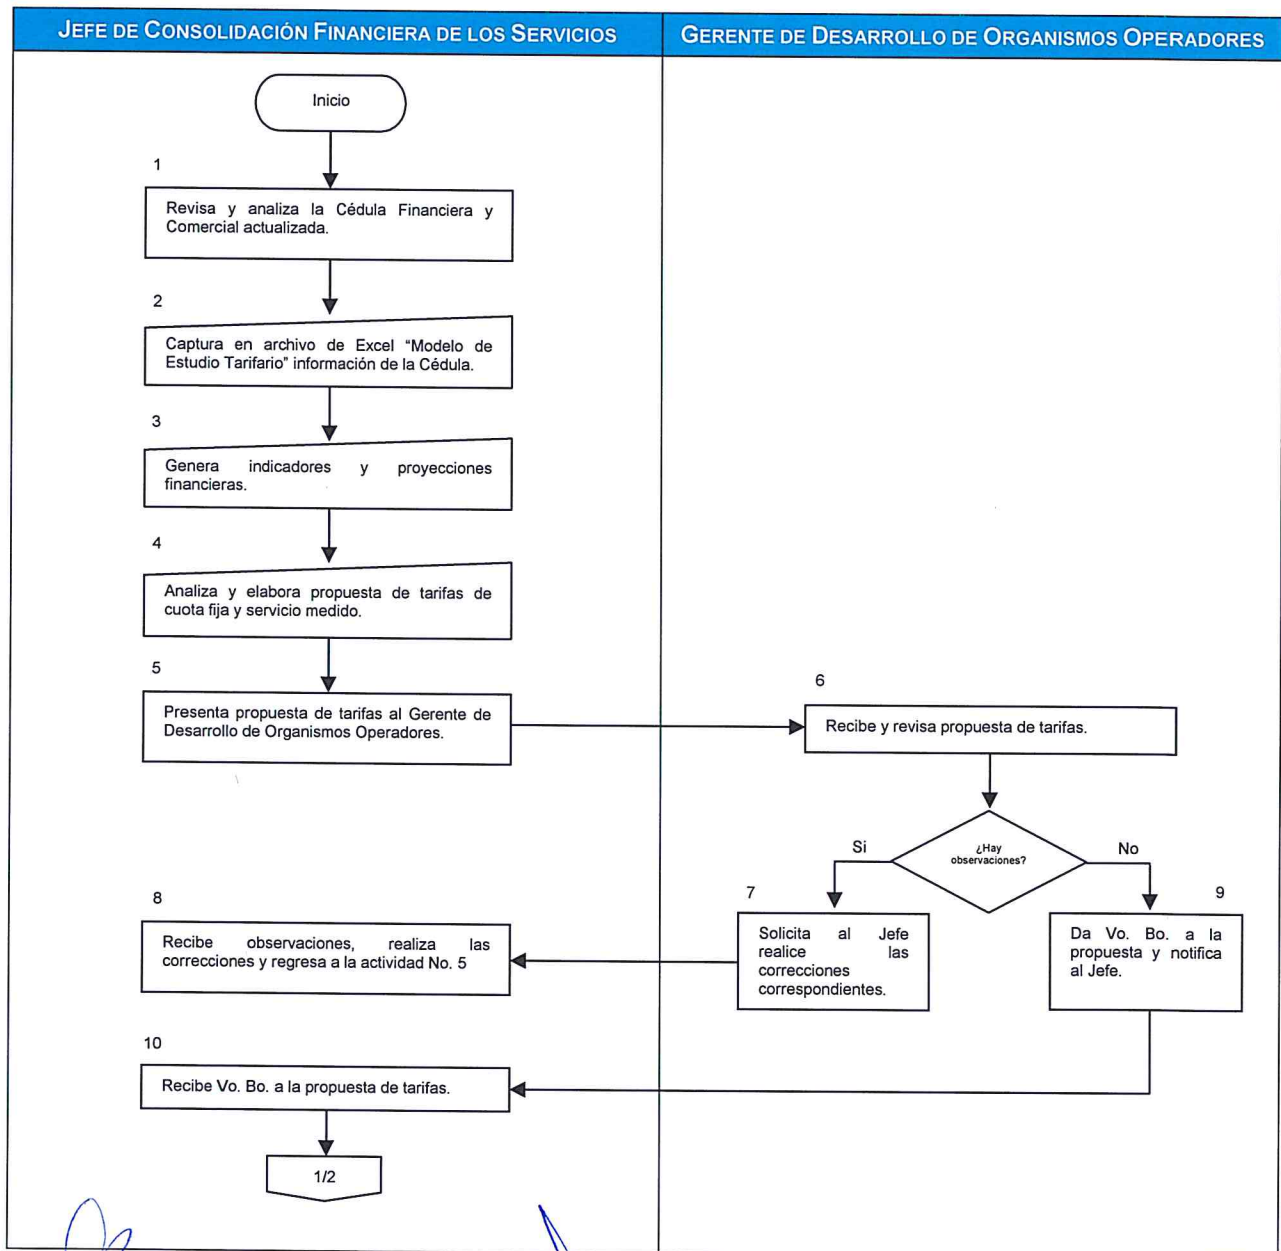 JEFE DE CONSOLIDACIÓN FINANCIERA DE LOS SERVICIOS
GERENTE DE DESARROLLO DE ORGANISMOS OPERADORES
Inicio
1
Revisa y analiza la Cédula Financiera y
Comercial actualizada.
2
Captura en archivo de Excel “Modelo de
Estudio Tarifario” información de la Cédula.
3
Genera indicadores y proyecciones
financieras.
4
Analiza y elabora propuesta de tarifas de
cuota fija y servicio medido.
5
Presenta propuesta de tarifas al Gerente de
Desarrollo de Organismos Operadores.
6
Recibe y revisa propuesta de tarifas.
¿Hay
observaciones?
Si
No
7
Solicita al Jefe
realice las
correcciones
correspondientes.
8
Recibe observaciones, realiza las
correcciones y regresa a la actividad No. 5
9
Da Vo. Bo. a la
propuesta y notifica
al Jefe.
10
Recibe Vo. Bo. a la propuesta de tarifas.
1/2